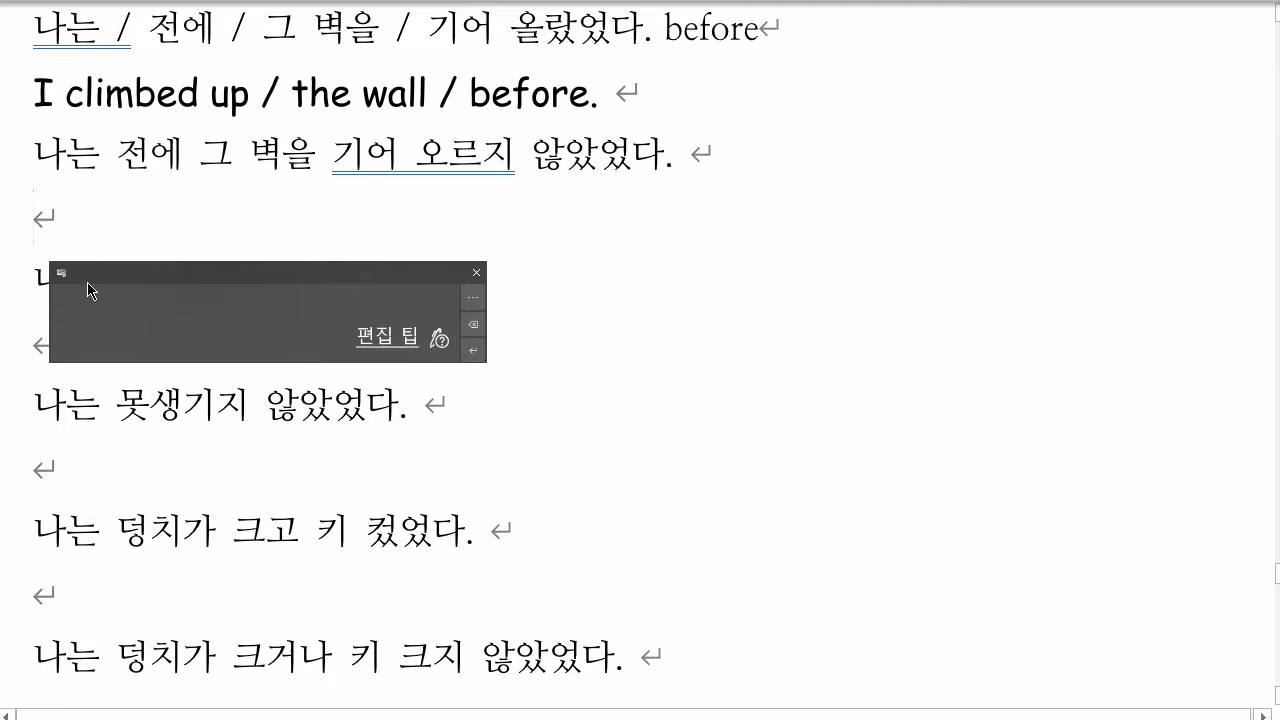 나는 / 전에 / 그 벽을 / 기어 올랐었다. before
I climbed up / the wall / before.
나는 전에 그 벽을 기어 오르지 않았었다.
편집 팁
나는 못생기지 않았었다.
나는 덩치가 크고 키 컸었다.
나는 덩치가 크거나 키 크지 않았었다.